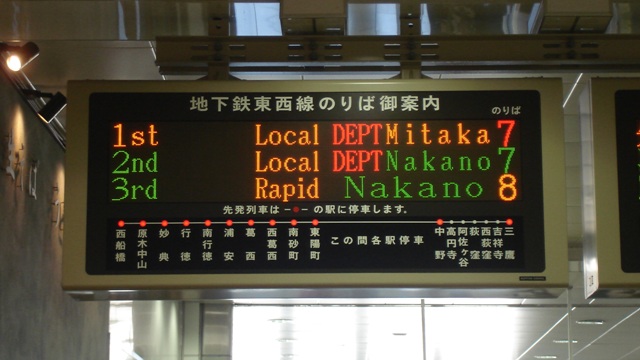 地下鉄東西線のりば御案内
のりば
1st Local DEPT Mitaka 7
2nd Local DEPT Nakano 7
3rd Rapid Nakano 8
先発列車は －●－ の駅に停車します。
西船橋 原木中山 妙典 行徳 南行徳 浦安 葛西 西葛西 南砂町 東陽町 この間各駅停車 中野 高円寺 阿佐ヶ谷 荻窪 西荻窪 吉祥寺 三鷹